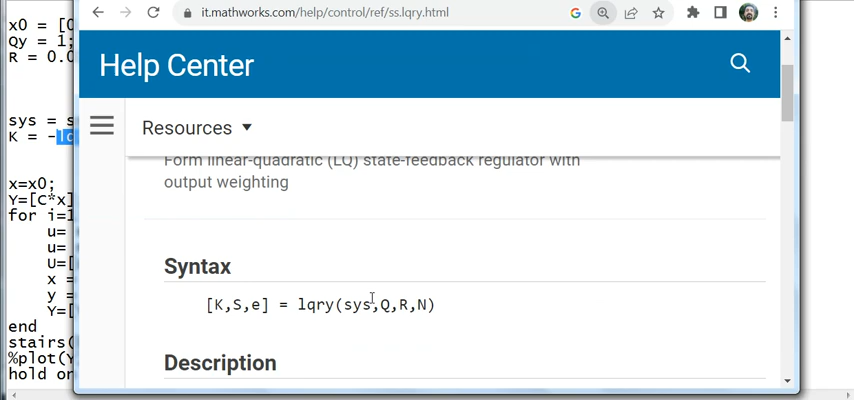 it.mathworks.com/help/control/ref/ss.lqry.html
x0 = [0
Qy = 1;
R = 0.0
Help Center
Resources
sys = s
K = -lq
Form linear-quadratic (LQ) state-feedback regulator with
output weighting
x=x0;
Y=[C*x]
for i=1
u=
u=
U=[
x =
y =
Y=[
end
stairs(
%plot(Y
hold on
Syntax
[K,S,e] = lqry(sys,Q,R,N)
Description